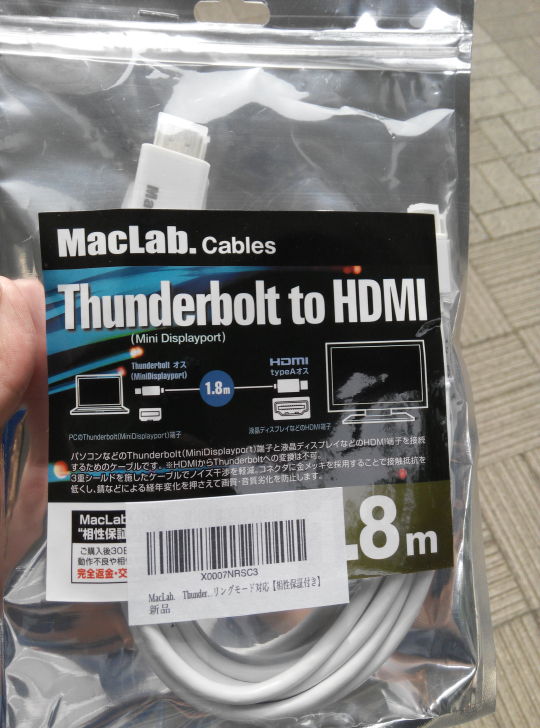 MacLab. Cables
Thunderbolt to HDMI
(Mini Displayport)
Thunderbolt オス
(MiniDisplayport)
1.8m
HDMI
typeAオス
PCのThunderbolt(MiniDisplayport)端子
液晶ディスプレイなどのHDMI端子
パソコンなどのThunderbolt(MiniDisplayport)端子と液晶ディスプレイなどのHDMI端子を接続
するためのケーブルです。※HDMIからThunderboltへの変換は不可。
3重シールドを施したケーブルでノイズ干渉を軽減。コネクタに金メッキを採用することで接触抵抗を
低くし、錆などによる経年変化を押さえて画質・音質劣化を防止します。
MacLab
"相性保証
ご購入後30日
動作不良や相
完全返金・交
.8m
X0007NRSC3
MacLab. Thunder...リングモード対応【相性保証付き】
新品